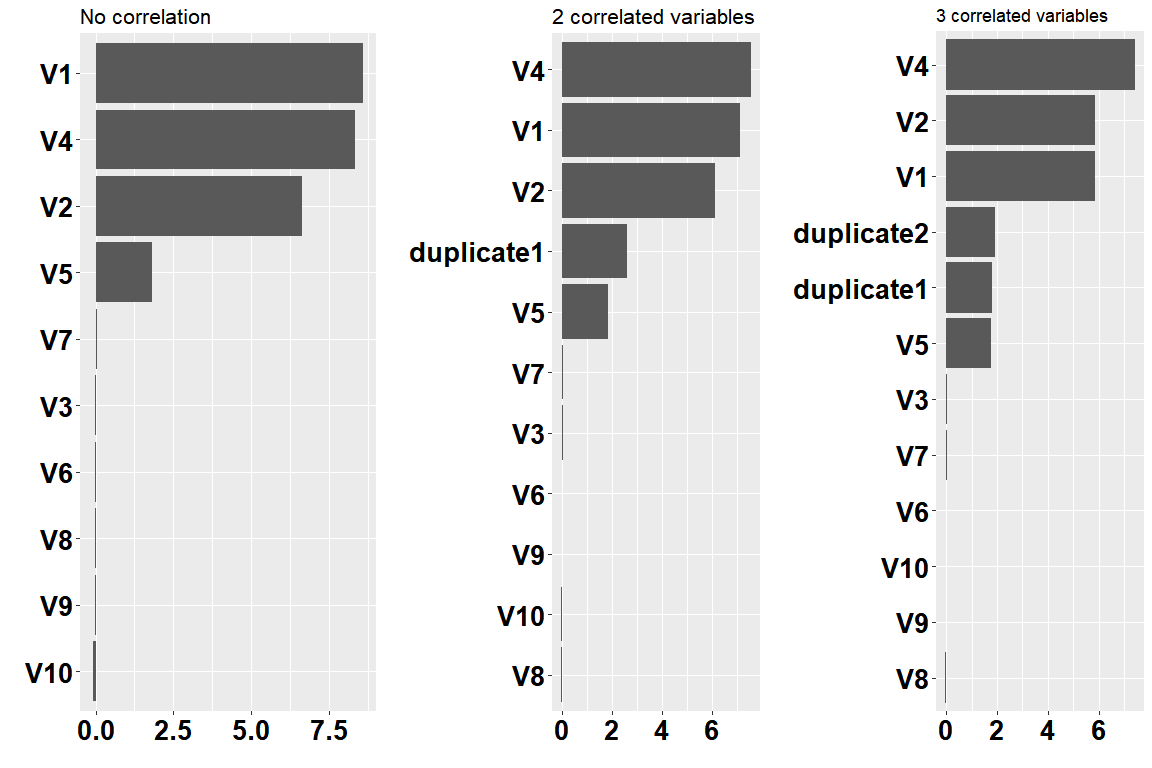 No correlation
V1
V4
V2
V5
V7
V3
V6
V8
V9
V10
0.0 2.5 5.0 7.5
2 correlated variables
V4
V1
V2
duplicate1
V5
V7
V3
V6
V9
V10
V8
0 2 4 6
3 correlated variables
V4
V2
V1
duplicate2
duplicate1
V5
V3
V7
V6
V10
V9
V8
0 2 4 6